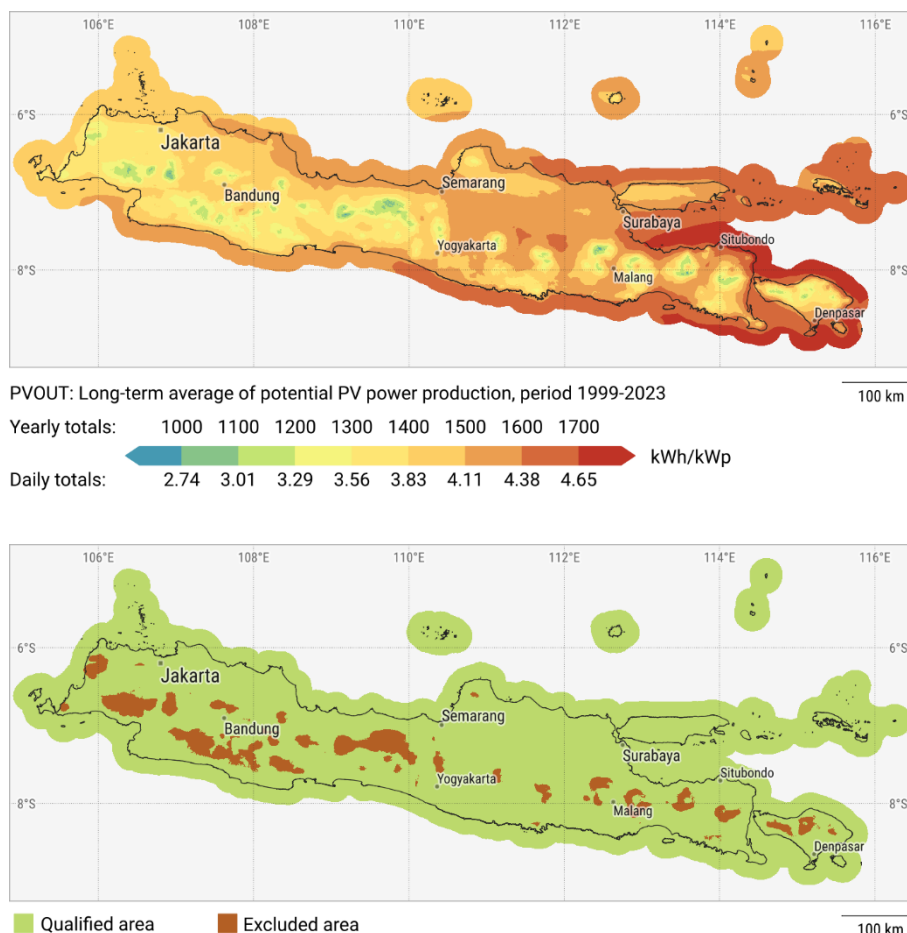 106°E 108°E 110°E 112°E 114°E 116°E
6°S
Jakarta
Bandung
Semarang
Surabaya
Situbondo
Yogyakarta
8°S
Malang
Denpasar
PVOUT: Long-term average of potential PV power production, period 1999-2023
100 km
Yearly totals: 1000 1100 1200 1300 1400 1500 1600 1700
kWh/kWp
Daily totals: 2.74 3.01 3.29 3.56 3.83 4.11 4.38 4.65
106°E 108°E 110°E 112°E 114°E 116°E
6°S
Jakarta
Bandung
Semarang
Surabaya
Situbondo
Yogyakarta
8°S
Malang
Denpasar
Qualified area Excluded area
100 km